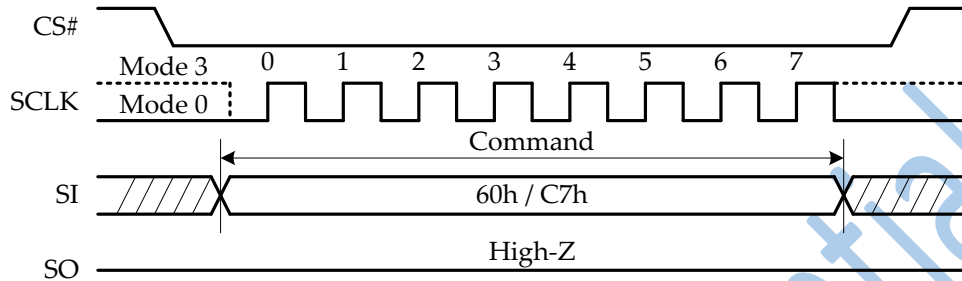 CS#
Mode 3
0 1 2 3 4 5 6 7
SCLK
Mode 0
Command
SI
60h / C7h
High-Z
SO